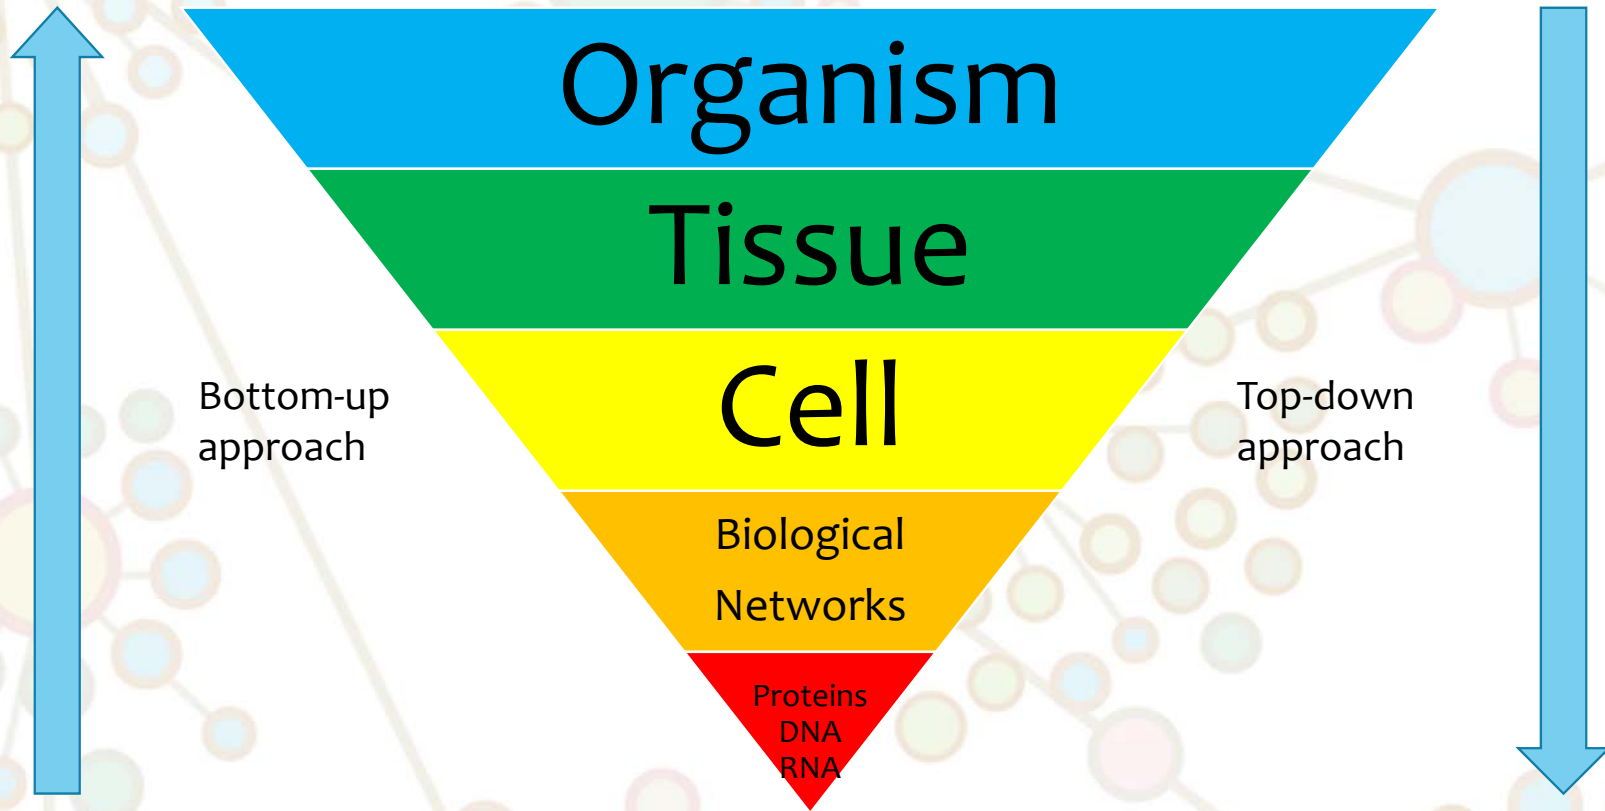 Organism
Tissue
Cell
Bottom-up
approach
Top-down
approach
Biological
Networks
Proteins
DNA
RNA